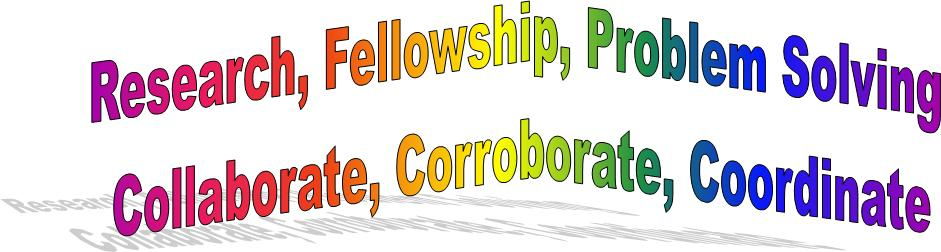 Research, Fellowship, Problem Solving
Collaborate, Corroborate, Coordinate